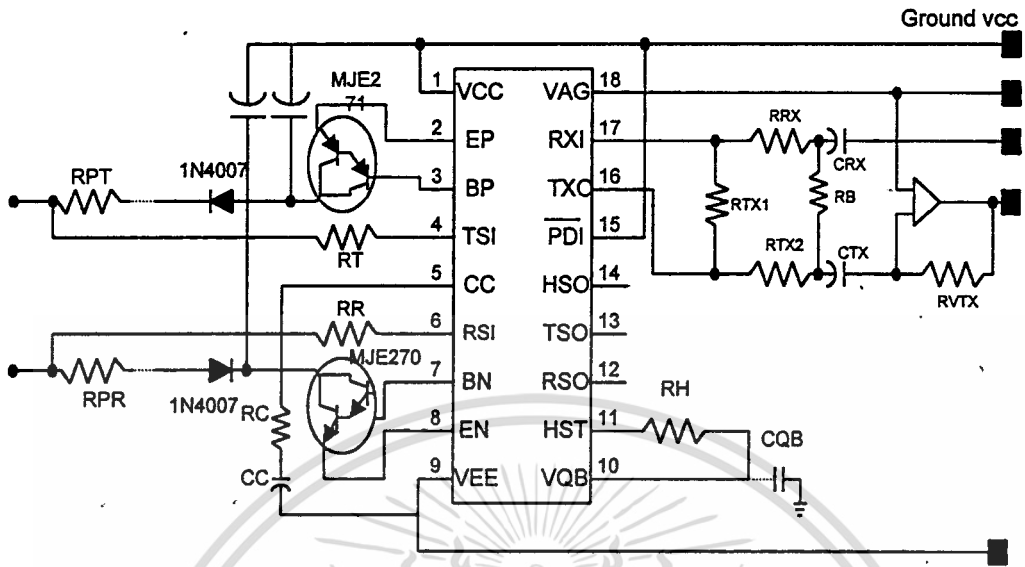 Ground vcc
MJE2
71
1 VCC VAG 18
2 EP RXI 17
3 BP TXO 16
4 TSI PDI 15
5 CC HSO 14
6 RSI TSO 13
7 BN RSO 12
8 EN HST 11
9 VEE VQB 10
RPT
1N4007
RT
RR
MJE270
RPR
1N4007
RC
CC
RRX
CRX
RTX1
RB
RTX2
CTX
RVTX
RH
CQB